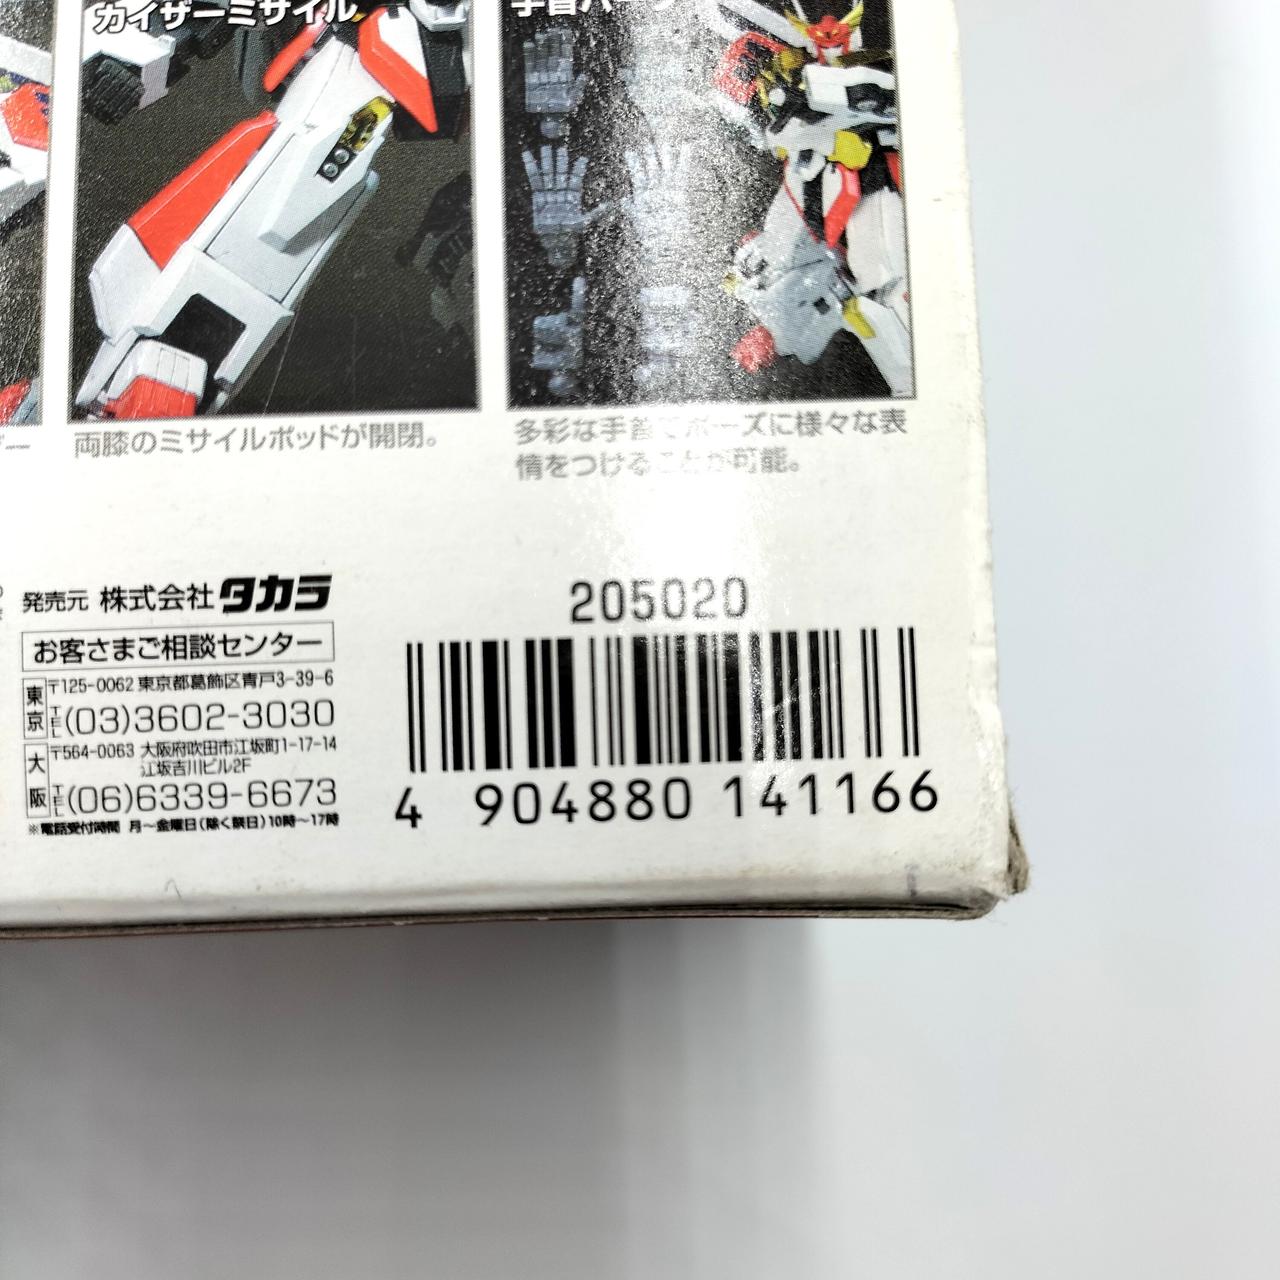 カイザーミサイル
手首パーツ
両膝のミサイルポッドが開閉。
多彩な手首でポーズに様々な表
情をつけることが可能。
発売元 株式会社タカラ
お客さまご相談センター
東京 〒125-0062 東京都葛飾区青戸3-39-6
TEL(03)3602-3030
大阪 〒564-0063 大阪府吹田市江坂町1-17-14
江坂吉川ビル2F
TEL(06)6339-6673
※電話受付時間 月〜金曜日(除く祭日)10時〜17時
205020
4 904880 141166